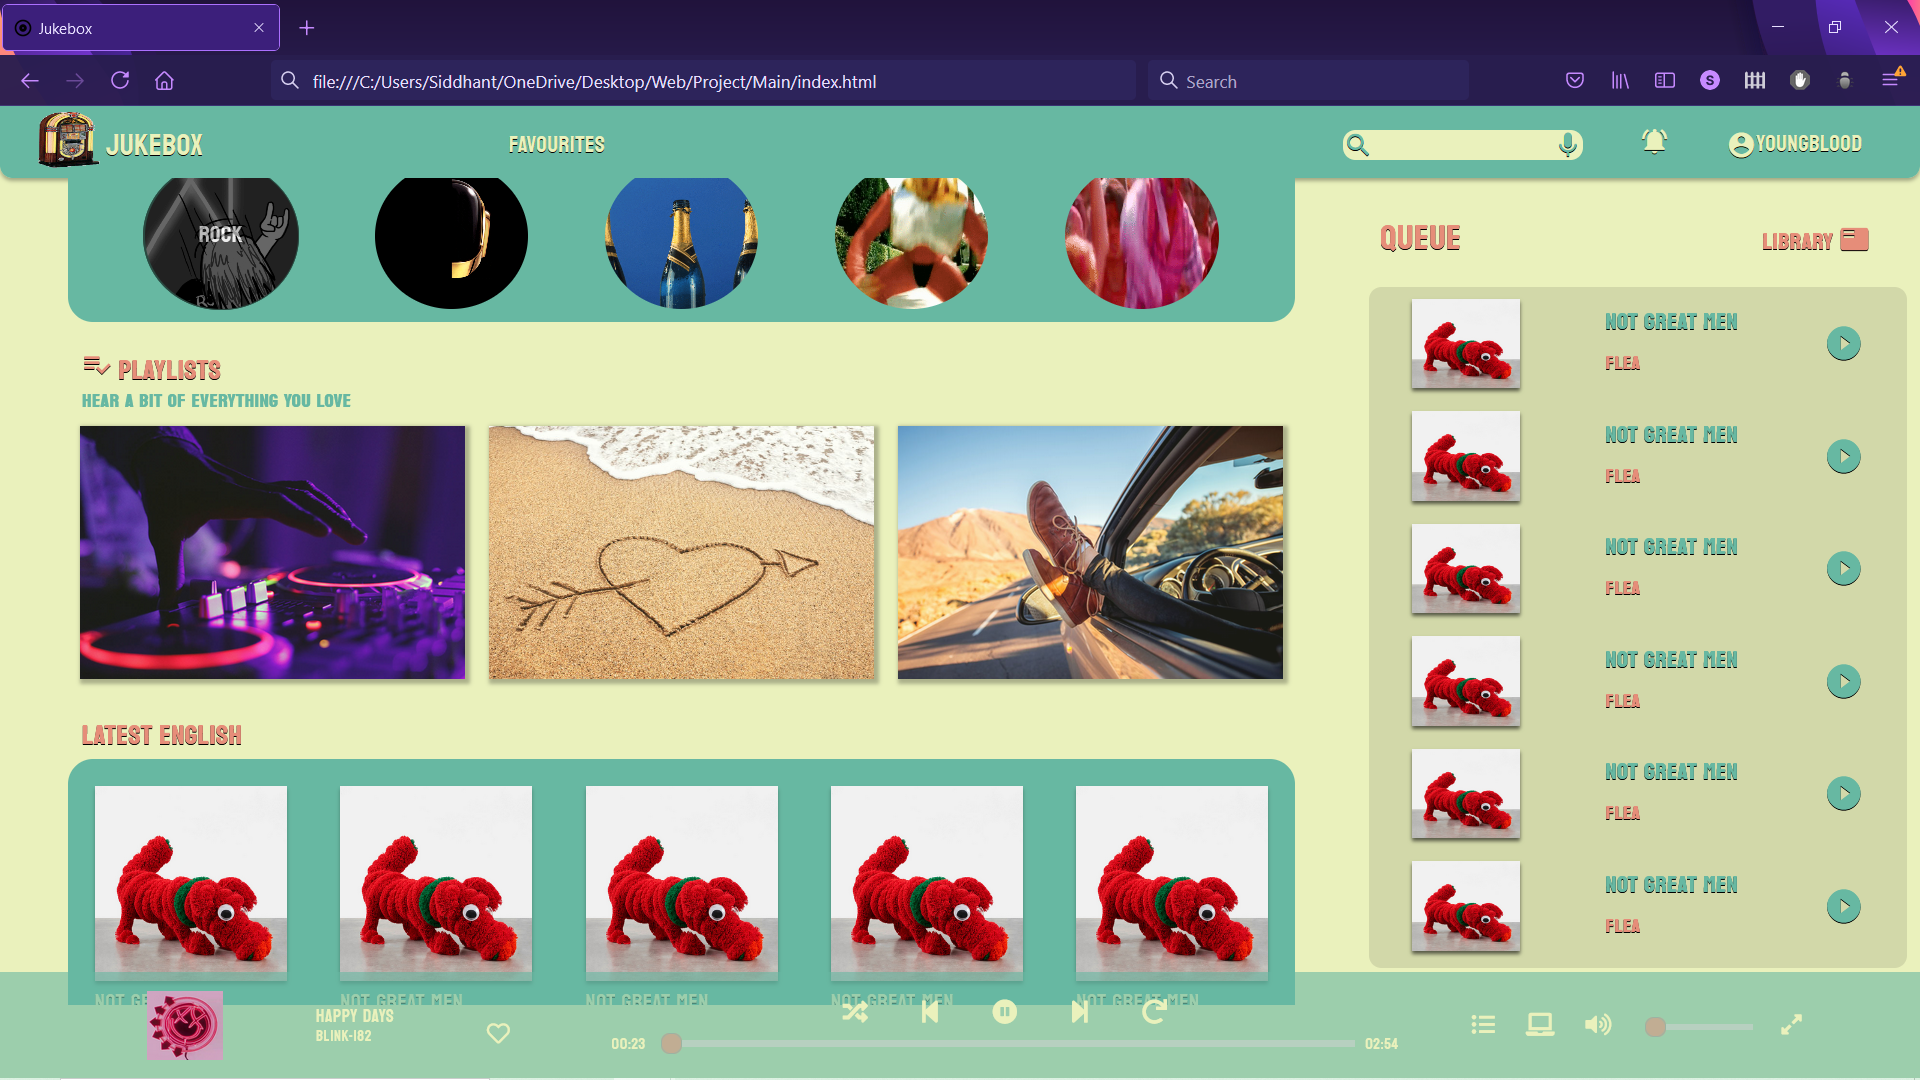 Jukebox
file:///C:/Users/Siddhant/OneDrive/Desktop/Web/Project/Main/index.html
Search
S
JUKEBOX
FAVOURITES
YOUNGBLOOD
ROCK
QUEUE
LIBRARY
PLAYLISTS
HEAR A BIT OF EVERYTHING YOU LOVE
NOT GREAT MEN
FLEA
NOT GREAT MEN
FLEA
NOT GREAT MEN
FLEA
NOT GREAT MEN
FLEA
NOT GREAT MEN
FLEA
NOT GREAT MEN
FLEA
LATEST ENGLISH
NOT GREAT MEN
NOT GREAT MEN
NOT GREAT MEN
NOT GREAT MEN
NOT GREAT MEN
HAPPY DAYS
BLINK-182
00:23
02:54